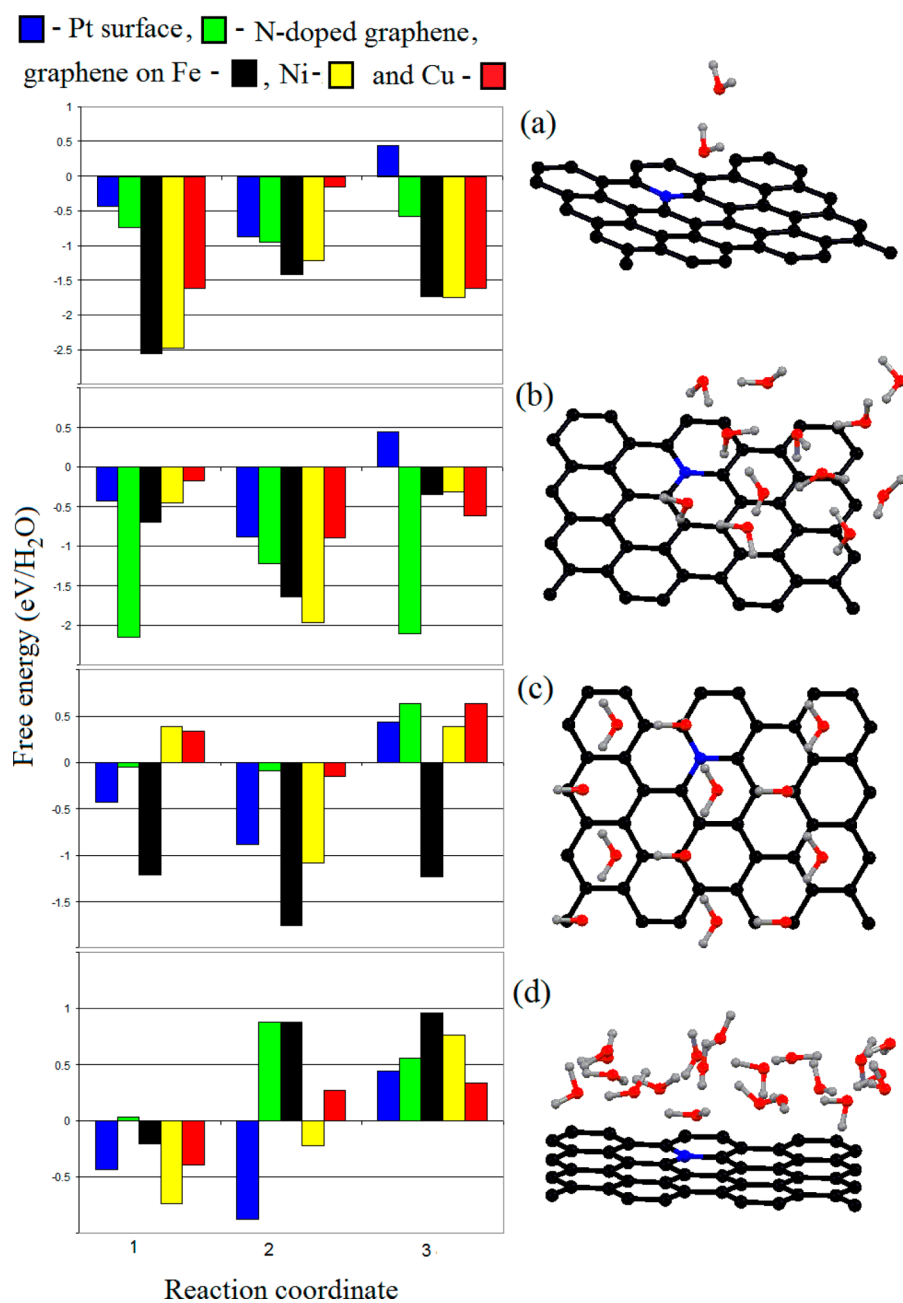 - Pt surface, - N-doped graphene,
graphene on Fe - , Ni- and Cu -
Free energy (eV/H₂O)
1
0.5
0
-0.5
-1
-1.5
-2
-2.5
(a)
0.5
0
-0.5
-1
-1.5
-2
(b)
0.5
0
-0.5
-1
-1.5
(c)
1
0.5
0
-0.5
(d)
1 2 3
Reaction coordinate